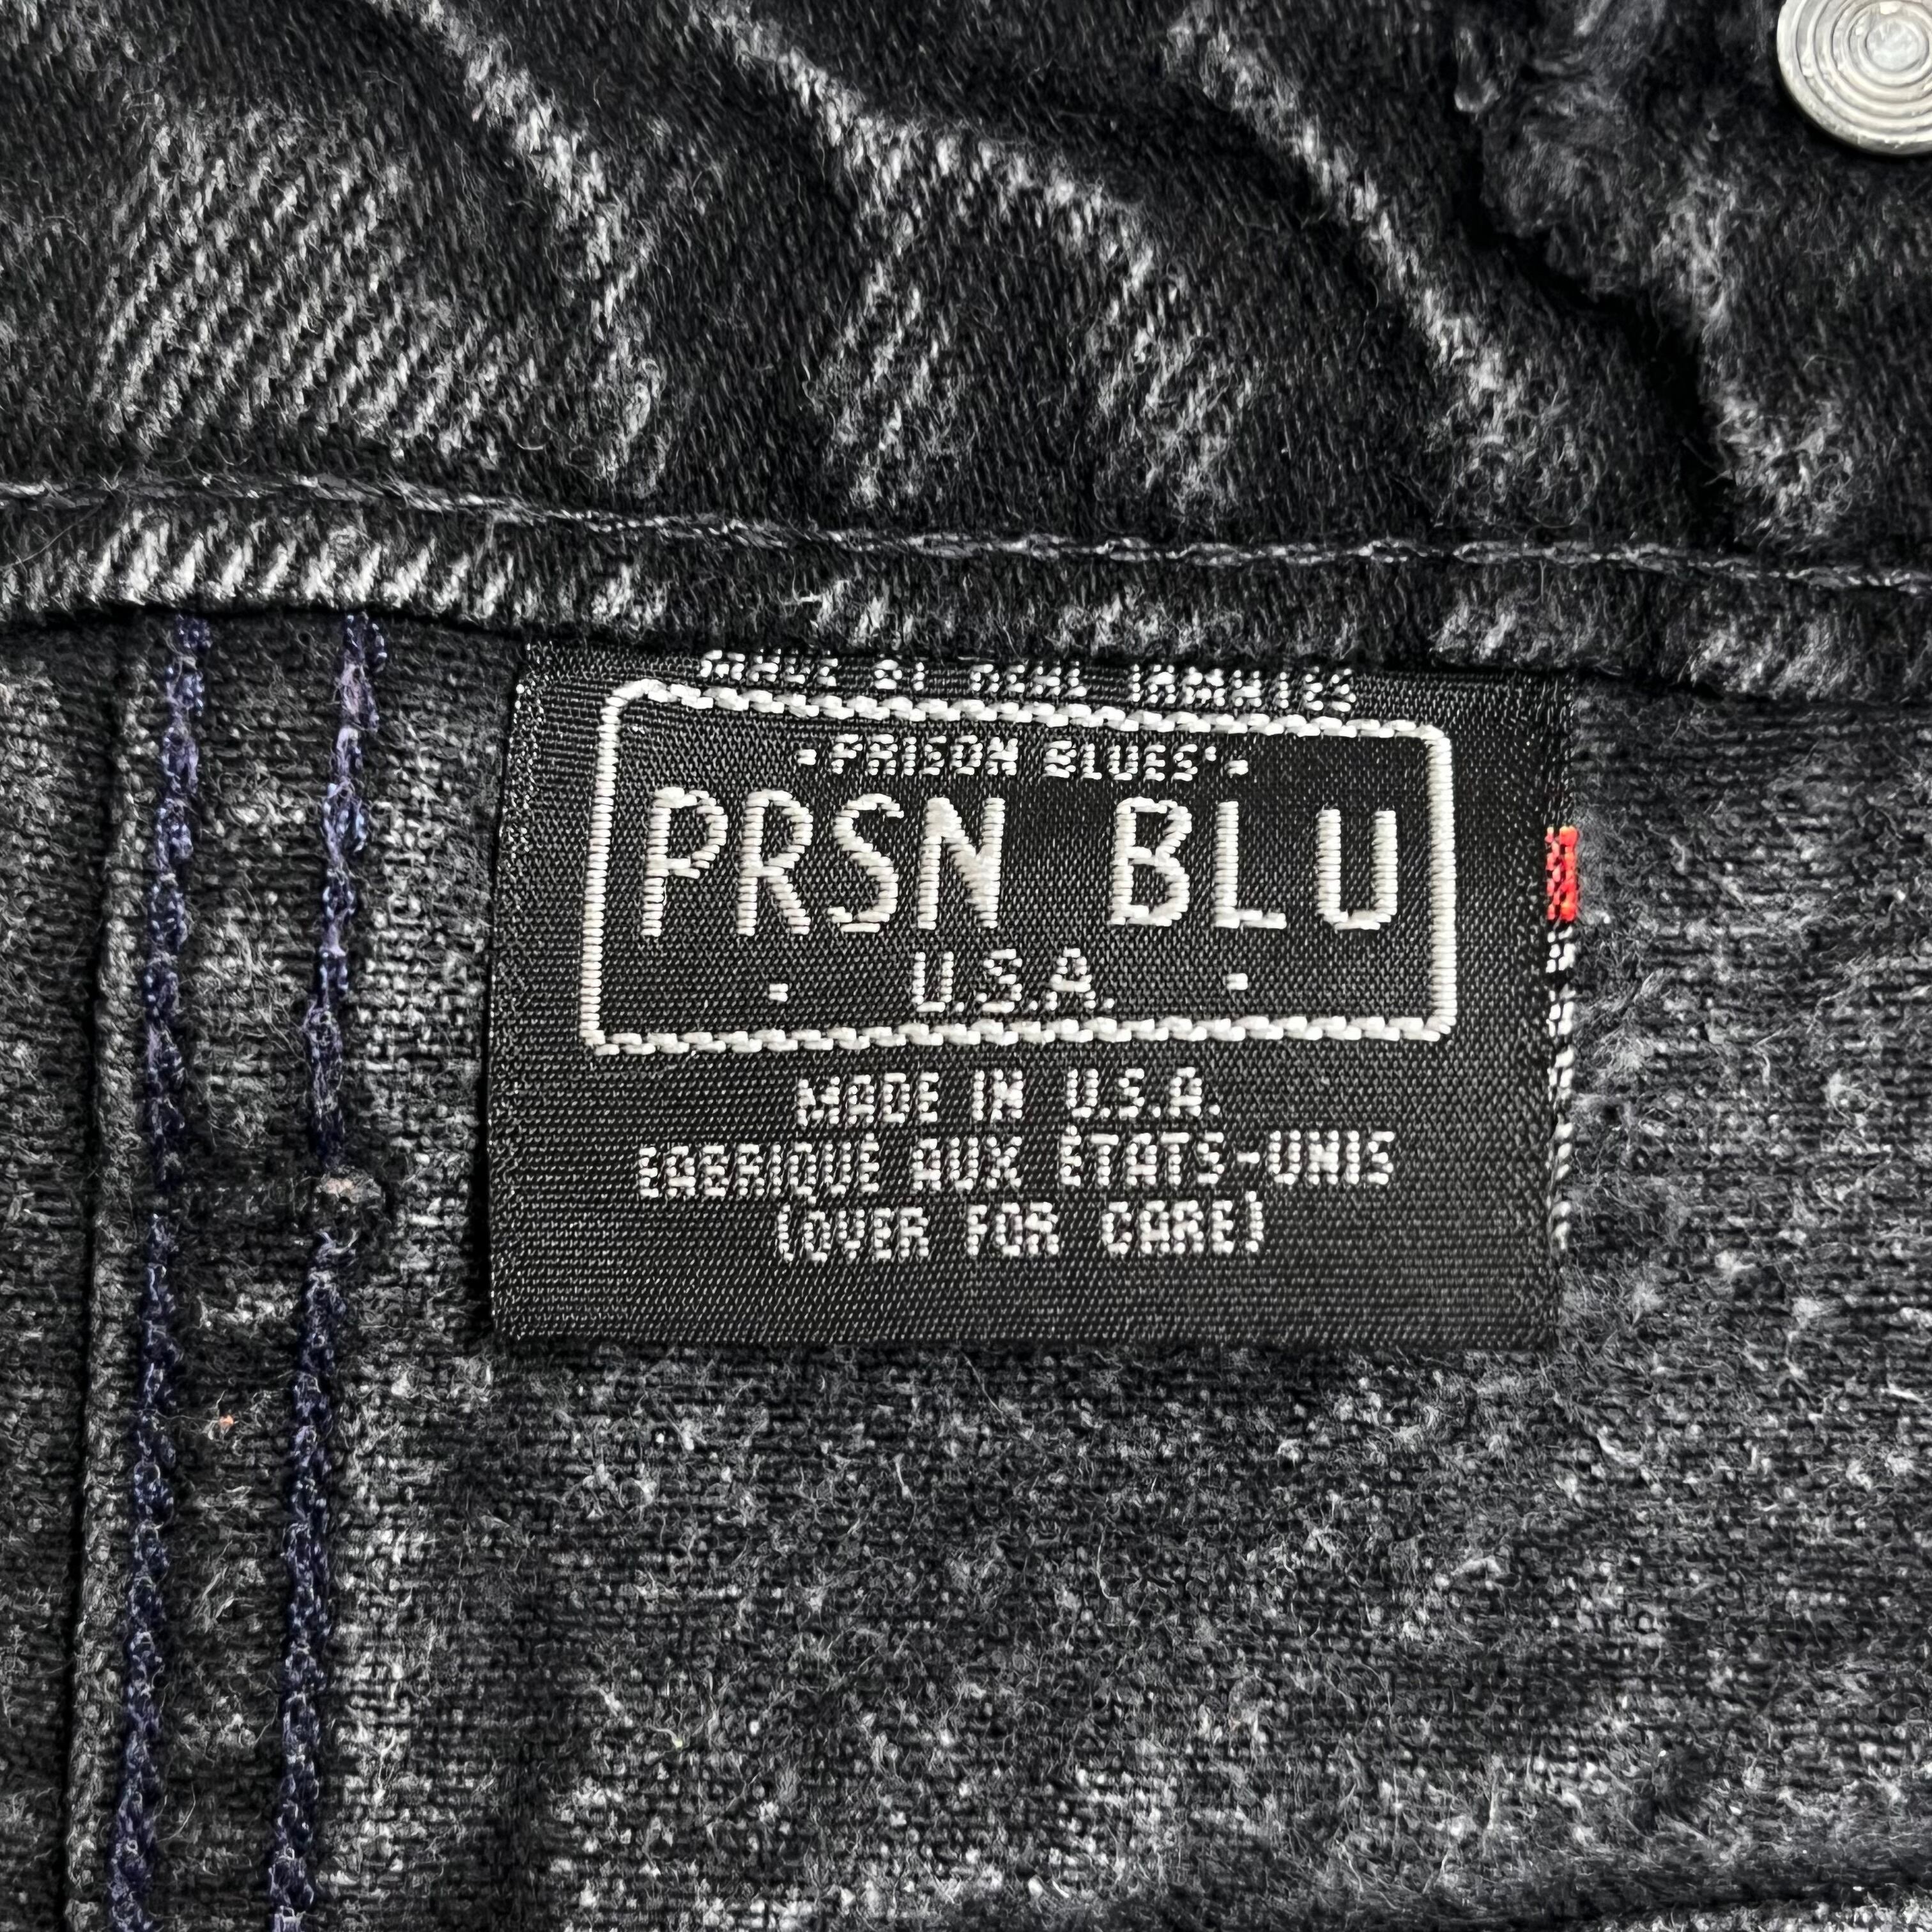 MADE BY REAL INMATES
•PRISON BLUES'•
PRSN BLU
• U.S.A. •
MADE IN U.S.A.
FABRIQUÉ AUX ÉTATS-UNIS
(OVER FOR CARE)